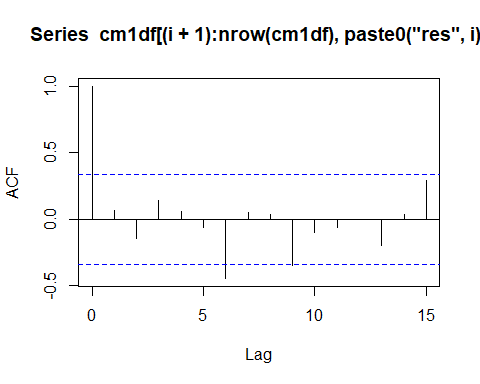 Series  cm1df[(i + 1):nrow(cm1df), paste0("res", i)
ACF
1.0
0.5
0.0
-0.5
0
5
10
15
Lag